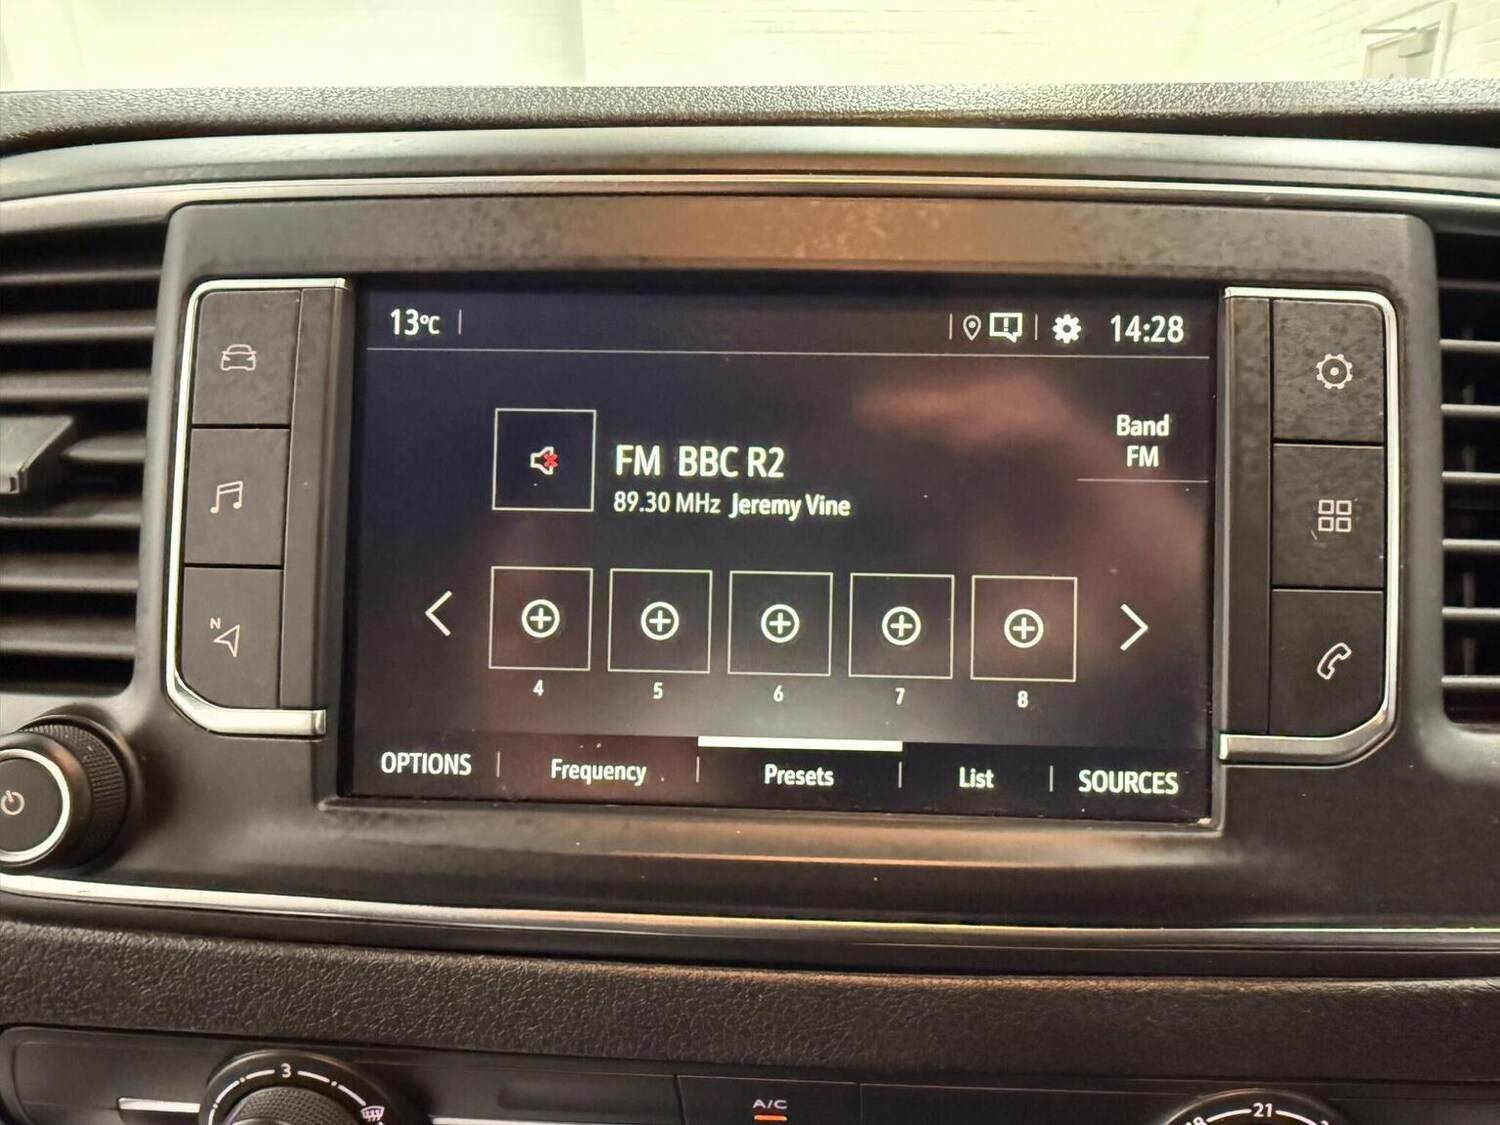 13°C
14:28
Band
FM
FM BBC R2
89.30 MHz Jeremy Vine
4 5 6 7 8
N
OPTIONS Frequency Presets List SOURCES
3
A/C
18 21